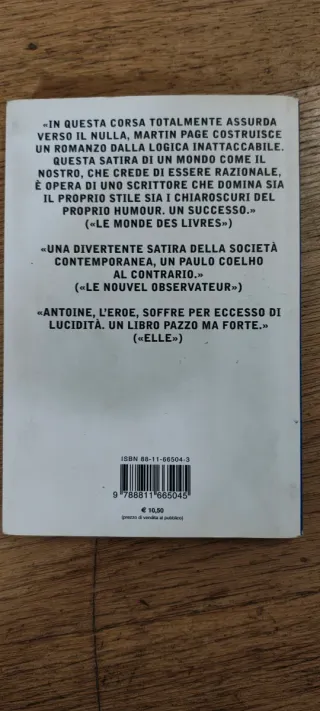 «IN QUESTA CORSA TOTALMENTE ASSURDA
VERSO IL NULLA, MARTIN PAGE COSTRUISCE
UN ROMANZO DALLA LOGICA INATTACCABILE.
QUESTA SATIRA DI UN MONDO COME IL
NOSTRO, CHE CREDE DI ESSERE RAZIONALE,
È OPERA DI UNO SCRITTORE CHE DOMINA SIA
IL PROPRIO STILE SIA I CHIAROSCURI DEL
PROPRIO HUMOUR. UN SUCCESSO.»
(«LE MONDE DES LIVRES»)
«UNA DIVERTENTE SATIRA DELLA SOCIETÀ
CONTEMPORANEA, UN PAULO COELHO
AL CONTRARIO.»
(«LE NOUVEL OBSERVATEUR»)
«ANTOINE, L'EROE, SOFFRE PER ECCESSO DI
LUCIDITÀ. UN LIBRO PAZZO MA FORTE.»
(«ELLE»)
ISBN 88-11-66504-3
9 788811 665045
€ 10,50
(prezzo di vendita al pubblico)